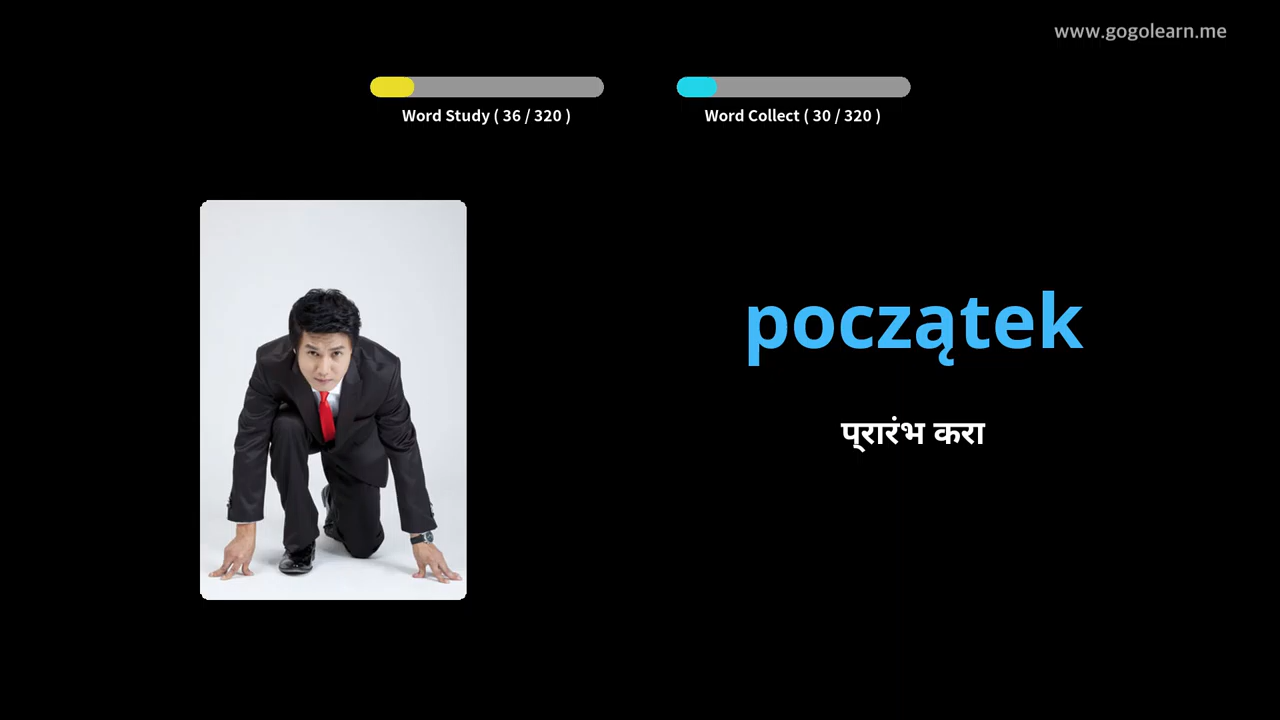 www.gogolearn.me
Word Study ( 36 / 320 )
Word Collect ( 30 / 320 )
początek
प्रारंभ करा